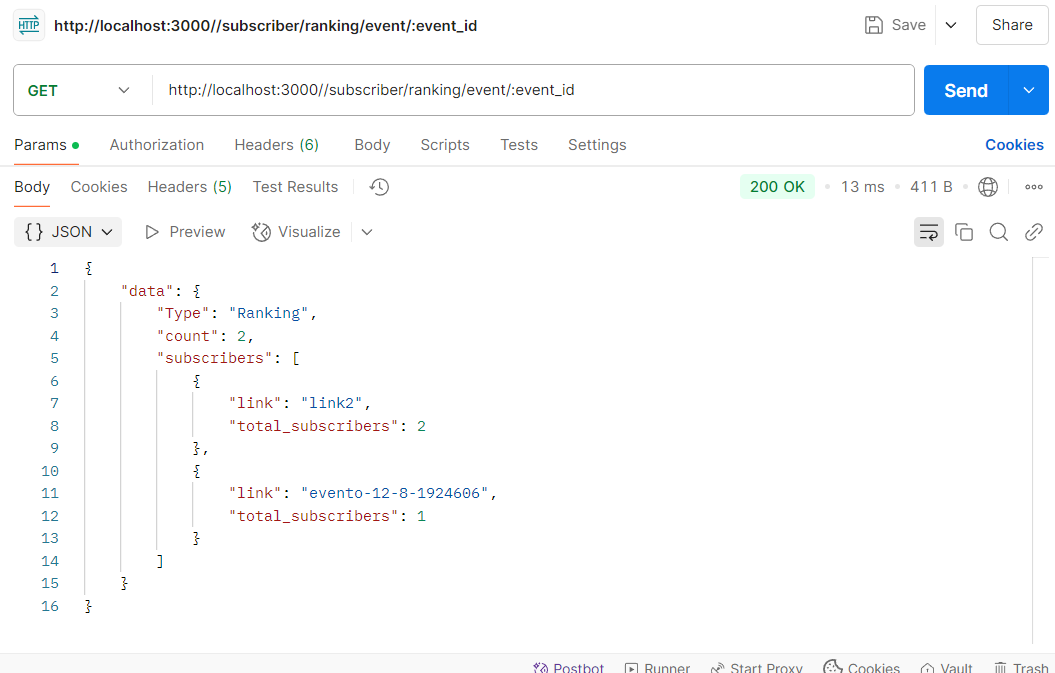 HTTP http://localhost:3000//subscriber/ranking/event/:event_id Save Share
GET http://localhost:3000//subscriber/ranking/event/:event_id Send
Params Authorization Headers (6) Body Scripts Tests Settings Cookies
Body Cookies Headers (5) Test Results 200 OK 13 ms 411 B
{} JSON Preview Visualize
1 {
2 "data": {
3 "Type": "Ranking",
4 "count": 2,
5 "subscribers": [
6 {
7 "link": "link2",
8 "total_subscribers": 2
9 },
10 {
11 "link": "evento-12-8-1924606",
12 "total_subscribers": 1
13 }
14 ]
15 }
16 }
Postbot Runner Start Proxy Cookies Vault Trash